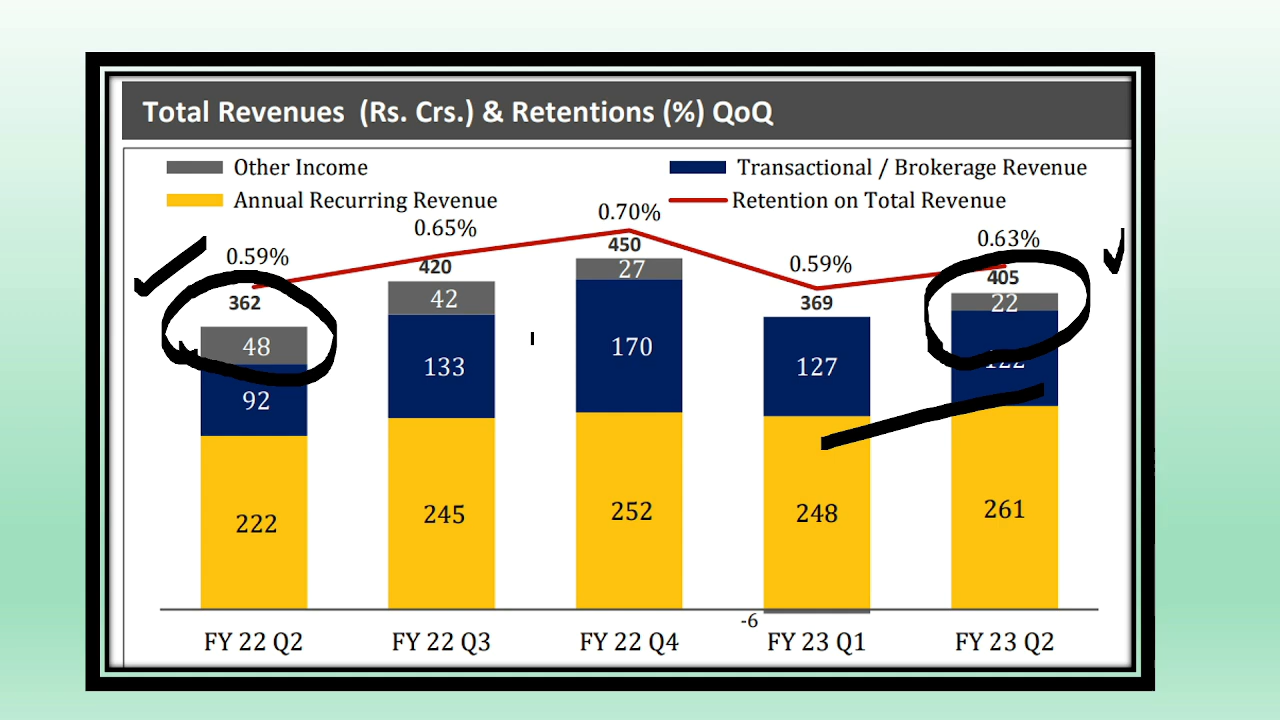 Total Revenues (Rs. Crs.) & Retentions (%) QoQ
Other Income
Transactional / Brokerage Revenue
Annual Recurring Revenue
Retention on Total Revenue
0.59%
0.65%
0.70%
0.59%
0.63%
362
420
450
369
405
48
42
27
22
92
133
170
127
122
222
245
252
248
261
-6
FY 22 Q2
FY 22 Q3
FY 22 Q4
FY 23 Q1
FY 23 Q2